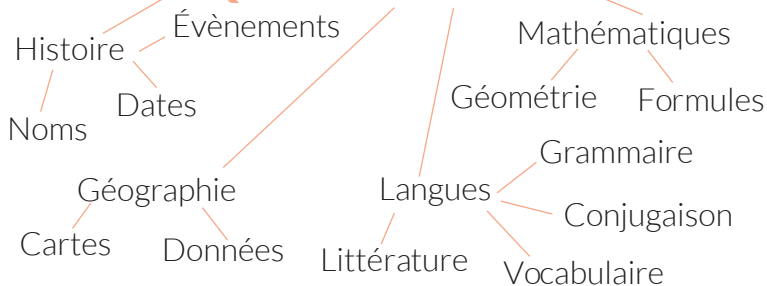 Évènements
Histoire
Mathématiques
Dates
Noms
Géométrie
Formules
Grammaire
Géographie
Langues
Conjugaison
Cartes
Données
Littérature
Vocabulaire